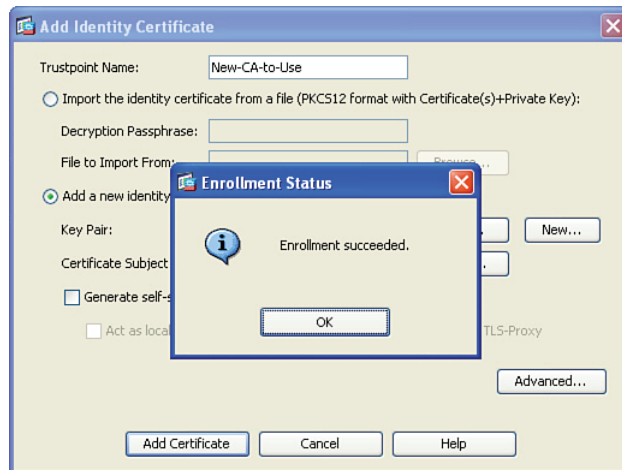 Add Identity Certificate
Trustpoint Name: New-CA-to-Use
Import the identity certificate from a file (PKCS12 format with Certificate(s)+Private Key):
Decryption Passphrase:
File to Import From: Browse...
Enrollment Status
Add a new identity
Key Pair: New...
Enrollment succeeded.
Certificate Subject
Generate self-s
OK
Act as local TLS-Proxy
Advanced...
Add Certificate Cancel Help